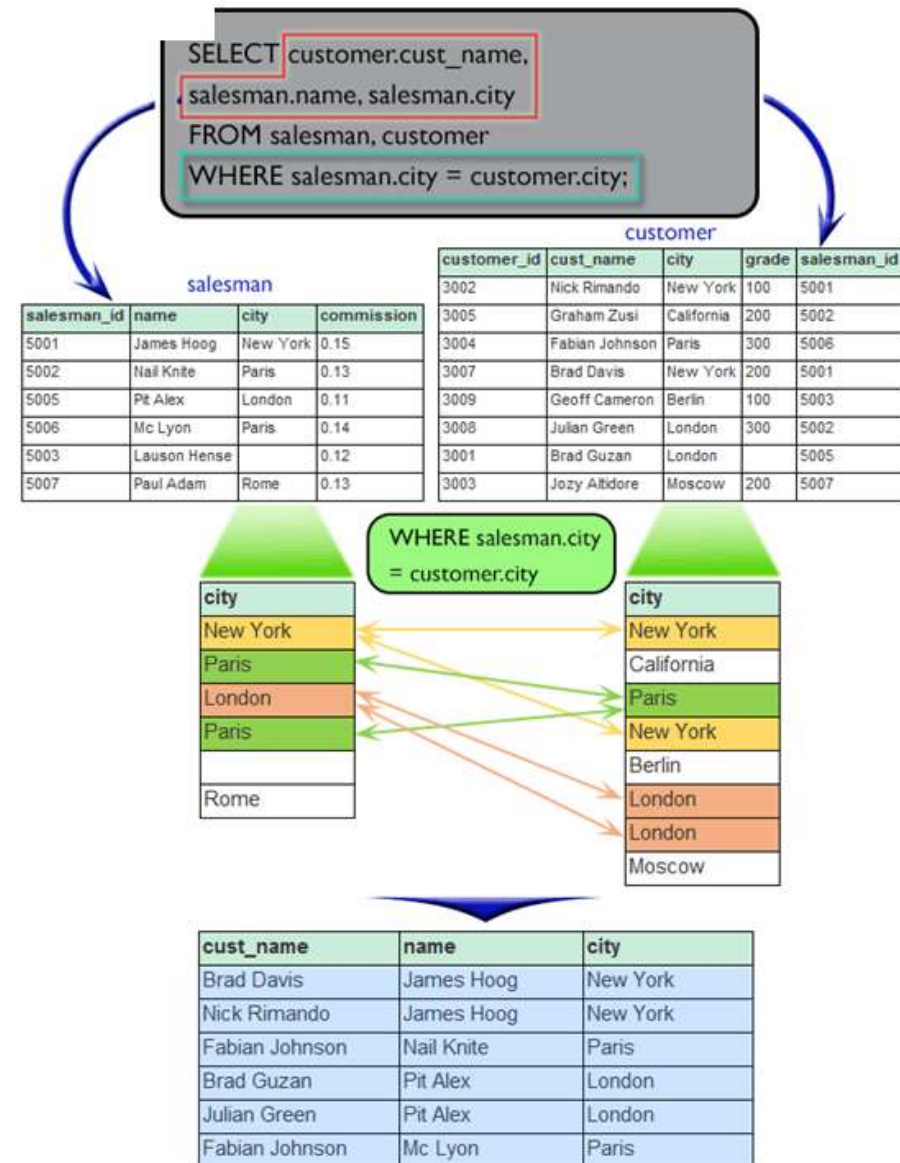 SELECT customer.cust_name,
salesman.name, salesman.city
FROM salesman, customer
WHERE salesman.city = customer.city;
salesman
salesman_id name city commission
5001 James Hoog New York 0.15
5002 Nail Knite Paris 0.13
5005 Pit Alex London 0.11
5006 Mc Lyon Paris 0.14
5003 Lauson Hense 0.12
5007 Paul Adam Rome 0.13
customer
customer_id cust_name city grade salesman_id
3002 Nick Rimando New York 100 5001
3005 Graham Zusi California 200 5002
3004 Fabian Johnson Paris 300 5006
3007 Brad Davis New York 200 5001
3009 Geoff Cameron Berlin 100 5003
3008 Julian Green London 300 5002
3001 Brad Guzan London 5005
3003 Jozy Altidore Moscow 200 5007
WHERE salesman.city
= customer.city
city
New York
Paris
London
Paris
Rome
city
New York
California
Paris
New York
Berlin
London
London
Moscow
cust_name name city
Brad Davis James Hoog New York
Nick Rimando James Hoog New York
Fabian Johnson Nail Knite Paris
Brad Guzan Pit Alex London
Julian Green Pit Alex London
Fabian Johnson Mc Lyon Paris